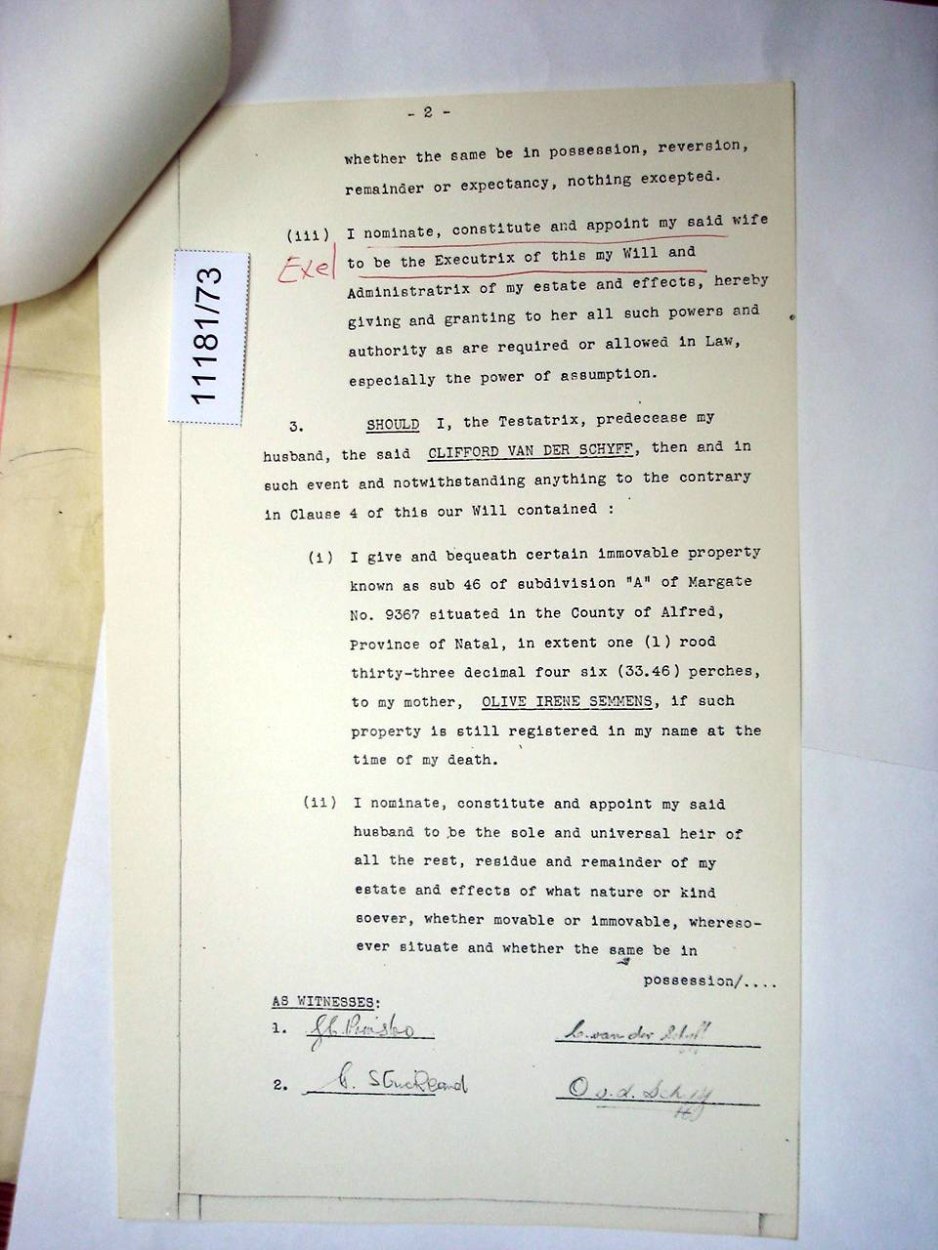 - 2 -
whether the same be in possession, reversion,
remainder or expectancy, nothing excepted.
(iii) I nominate, constitute and appoint my said wife
Exel to be the Executrix of this my Will and
Administratrix of my estate and effects, hereby
giving and granting to her all such powers and
authority as are required or allowed in Law,
especially the power of assumption.
11181/73
3. SHOULD I, the Testatrix, predecease my
husband, the said CLIFFORD VAN DER SCHYFF, then and in
such event and notwithstanding anything to the contrary
in Clause 4 of this our Will contained :
(i) I give and bequeath certain immovable property
known as sub 46 of subdivision "A" of Margate
No. 9367 situated in the County of Alfred,
Province of Natal, in extent one (1) rood
thirty-three decimal four six (33.46) perches,
to my mother, OLIVE IRENE SEMMENS, if such
property is still registered in my name at the
time of my death.
(ii) I nominate, constitute and appoint my said
husband to be the sole and universal heir of
all the rest, residue and remainder of my
estate and effects of what nature or kind
soever, whether movable or immovable, whereso-
ever situate and whether the same be in
possession/....
AS WITNESSES:
1. C. van der
2.